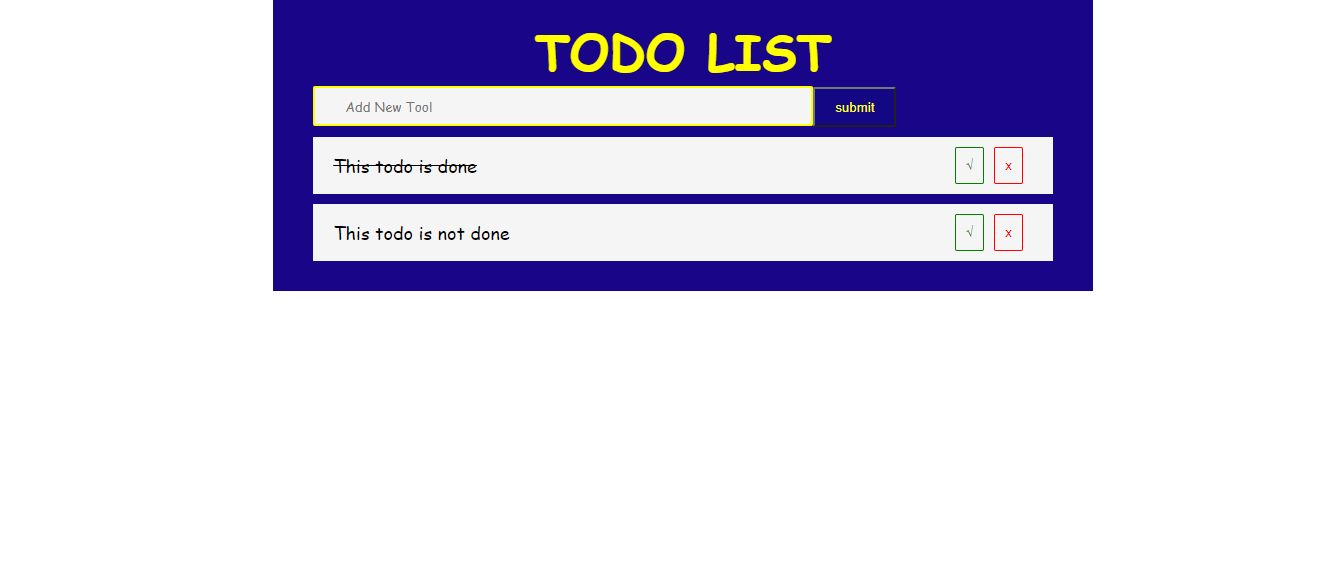 TODO LIST
Add New Tool submit
This todo is done √ x
This todo is not done √ x